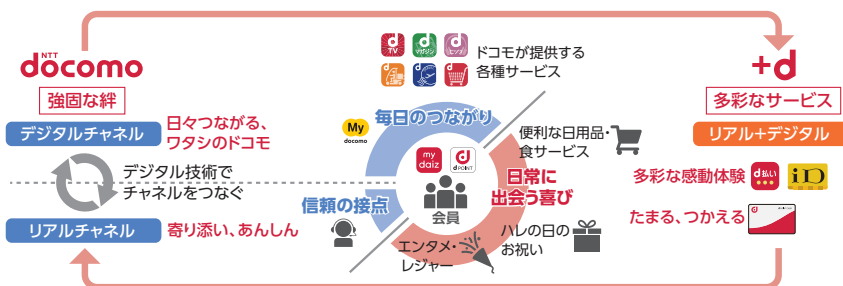 NTT
docomo
強固な絆
デジタルチャネル
日々つながる、
ワタシのドコモ
デジタル技術で
チャネルをつなぐ
リアルチャネル
寄り添い、あんしん
d
TV
d
マガジン
d
ヒッツ
ドコモが提供する
各種サービス
毎日のつながり
My
docomo
my
daiz
d
POINT
会員
信頼の接点
日常に
出会う喜び
便利な日用品・
食サービス
エンタメ・
レジャー
ハレの日の
お祝い
+d
多彩なサービス
リアル+デジタル
多彩な感動体験
d払い
iD
たまる、つかえる